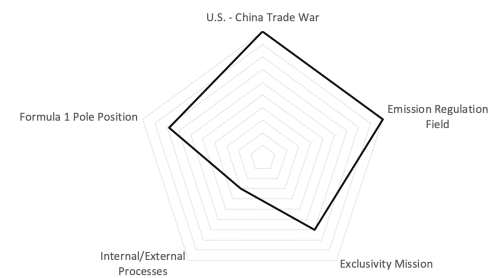 U.S. - China Trade War
Formula 1 Pole Position
Emission Regulation
Field
Internal/External
Processes
Exclusivity Mission